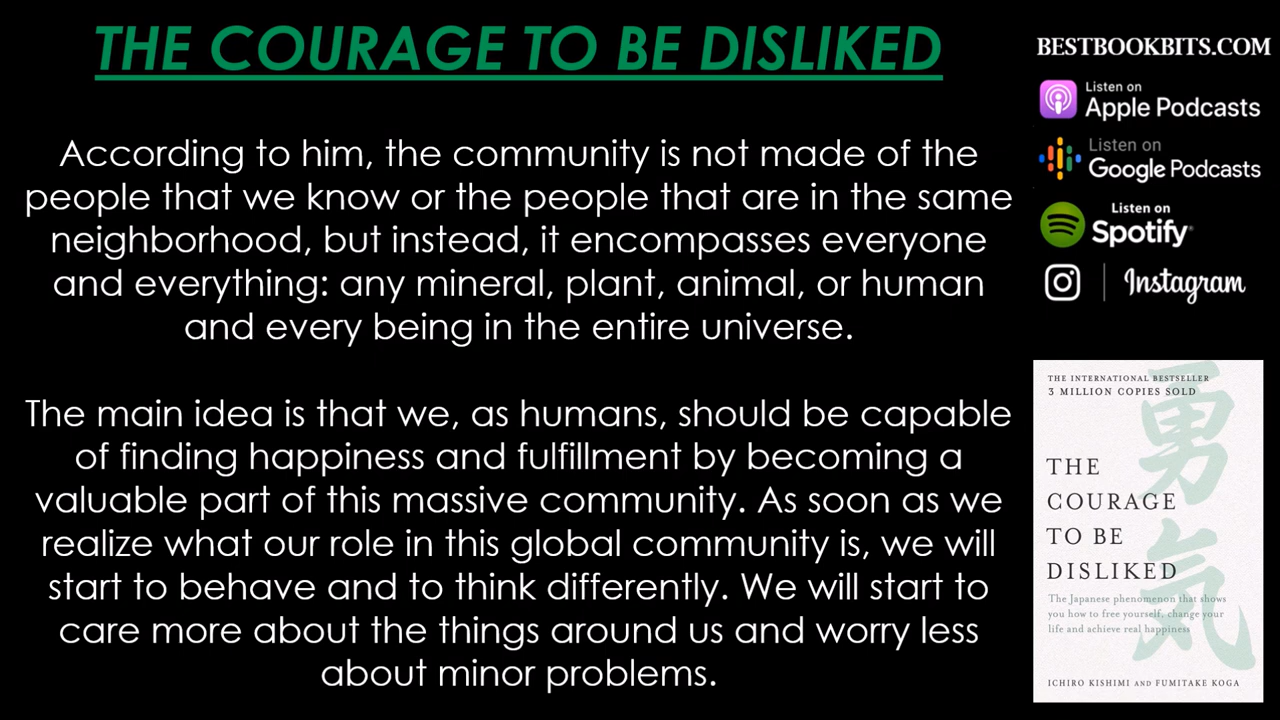 THE COURAGE TO BE DISLIKED
According to him, the community is not made of the
people that we know or the people that are in the same
neighborhood, but instead, it encompasses everyone
and everything: any mineral, plant, animal, or human
and every being in the entire universe.
The main idea is that we, as humans, should be capable
of finding happiness and fulfillment by becoming a
valuable part of this massive community. As soon as we
realize what our role in this global community is, we will
start to behave and to think differently. We will start to
care more about the things around us and worry less
about minor problems.
BESTBOOKBITS.COM
Listen on
Apple Podcasts
Listen on
Google Podcasts
Listen on
Spotify
Instagram
THE INTERNATIONAL BESTSELLER
3 MILLION COPIES SOLD
勇気
THE
COURAGE
TO BE
DISLIKED
The Japanese phenomenon that shows
you how to free yourself, change your
life and achieve real happiness
ICHIRO KISHIMI AND FUMITAKE KOGA